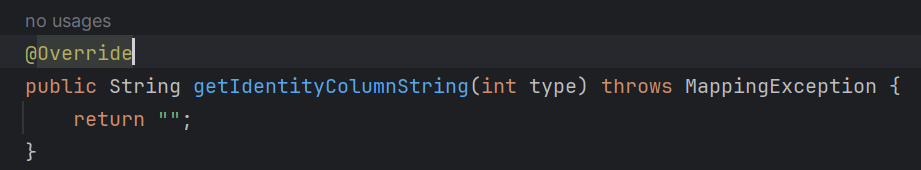 no usages
@Override
public String getIdentityColumnString(int type) throws MappingException {
    return "";
}